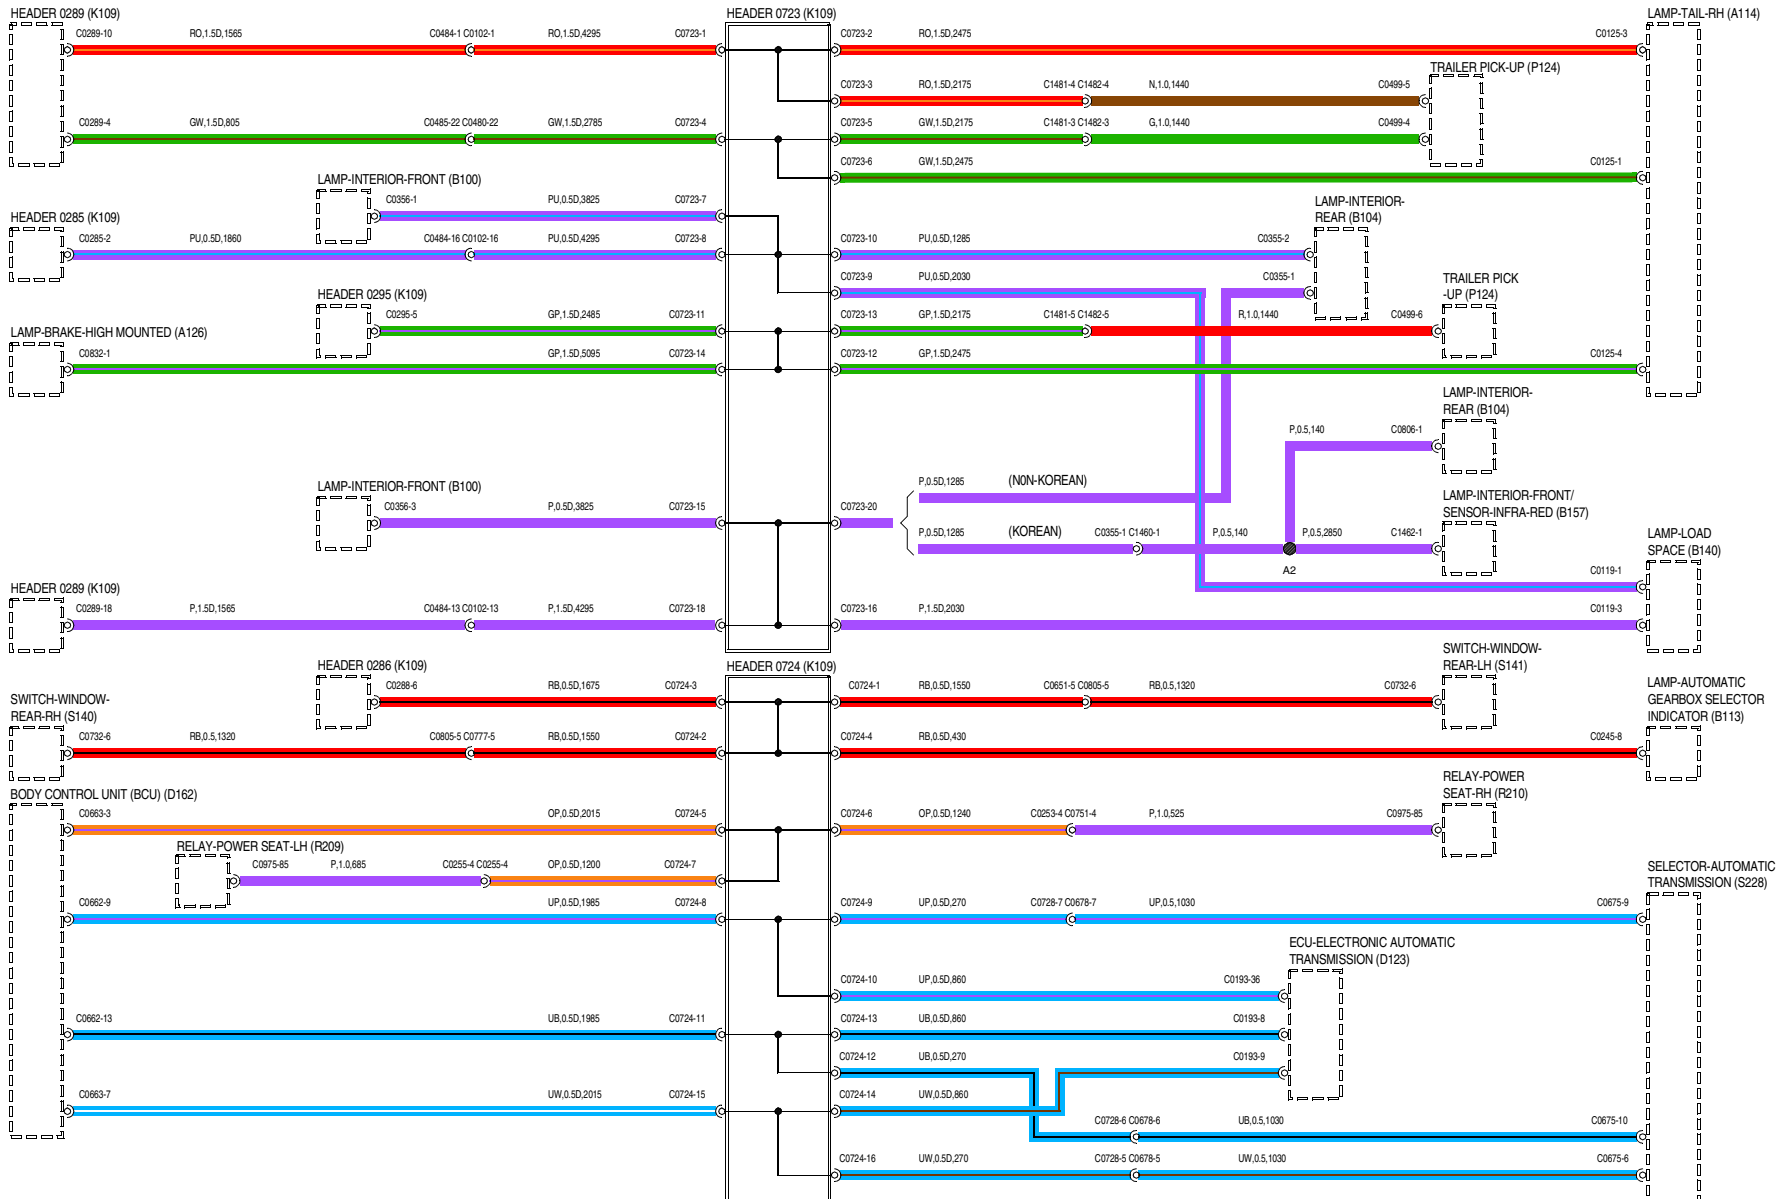 HEADER 0289 (K109)
HEADER 0723 (K109)
LAMP-TAIL-RH (A114)
C0289-10 RO,1.5D,1565 C0484-1 C0102-1 RO,1.5D,4295 C0723-1 C0723-2 RO,1.5D,2475 C0125-3
TRAILER PICK-UP (P124)
C0723-3 RO,1.5D,2175 C1481-4 C1482-4 N,1.0,1440 C0499-5
C0289-4 GW,1.5D,805 C0485-22 C0480-22 GW,1.5D,2785 C0723-4 C0723-5 GW,1.5D,2175 C1481-3 C1482-3 G,1.0,1440 C0499-4
C0723-6 GW,1.5D,2475 C0125-1
LAMP-INTERIOR-FRONT (B100)
C0356-1 PU,0.5D,3825 C0723-7
LAMP-INTERIOR-
REAR (B104)
HEADER 0285 (K109)
C0285-2 PU,0.5D,1860 C0484-16 C0102-16 PU,0.5D,4295 C0723-8 C0723-10 PU,0.5D,1285 C0355-2
C0723-9 PU,0.5D,2030 C0355-1
TRAILER PICK
-UP (P124)
HEADER 0295 (K109)
C0295-5 GP,1.5D,2485 C0723-11 C0723-13 GP,1.5D,2175 C1481-5 C1482-5 R,1.0,1440 C0499-6
LAMP-BRAKE-HIGH MOUNTED (A126)
C0832-1 GP,1.5D,5095 C0723-14 C0723-12 GP,1.5D,2475 C0125-4
LAMP-INTERIOR-
REAR (B104)
P,0.5,140 C0806-1
LAMP-INTERIOR-FRONT (B100)
P,0.5D,1285 (N0N-KOREAN)
LAMP-INTERIOR-FRONT/
SENSOR-INFRA-RED (B157)
C0356-3 P,0.5D,3825 C0723-15 C0723-20
P,0.5D,1285 (KOREAN) C0355-1 C1460-1 P,0.5,140 P,0.5,2850 C1462-1
A2
LAMP-LOAD
SPACE (B140)
C0119-1
HEADER 0289 (K109)
C0289-18 P,1.5D,1565 C0484-13 C0102-13 P,1.5D,4295 C0723-18 C0723-16 P,1.5D,2030 C0119-3
HEADER 0286 (K109)
HEADER 0724 (K109)
SWITCH-WINDOW-
REAR-LH (S141)
C0288-6 RB,0.5D,1675 C0724-3 C0724-1 RB,0.5D,1550 C0651-5 C0805-5 RB,0.5,1320 C0732-6
SWITCH-WINDOW-
REAR-RH (S140)
LAMP-AUTOMATIC
GEARBOX SELECTOR
INDICATOR (B113)
C0732-6 RB,0.5,1320 C0805-5 C0777-5 RB,0.5D,1550 C0724-2 C0724-4 RB,0.5D,430 C0245-8
BODY CONTROL UNIT (BCU) (D162)
RELAY-POWER
SEAT-RH (R210)
C0663-3 OP,0.5D,2015 C0724-5 C0724-6 OP,0.5D,1240 C0253-4 C0751-4 P,1.0,525 C0975-85
RELAY-POWER SEAT-LH (R209)
C0975-85 P,1.0,685 C0255-4 C0255-4 OP,0.5D,1200 C0724-7
SELECTOR-AUTOMATIC
TRANSMISSION (S228)
C0662-9 UP,0.5D,1985 C0724-8 C0724-9 UP,0.5D,270 C0728-7 C0678-7 UP,0.5,1030 C0675-9
ECU-ELECTRONIC AUTOMATIC
TRANSMISSION (D123)
C0724-10 UP,0.5D,860 C0193-36
C0662-13 UB,0.5D,1985 C0724-11 C0724-13 UB,0.5D,860 C0193-8
C0724-12 UB,0.5D,270 C0193-9
C0663-7 UW,0.5D,2015 C0724-15 C0724-14 UW,0.5D,860
C0728-6 C0678-6 UB,0.5,1030 C0675-10
C0724-16 UW,0.5D,270 C0728-5 C0678-5 UW,0.5,1030 C0675-6